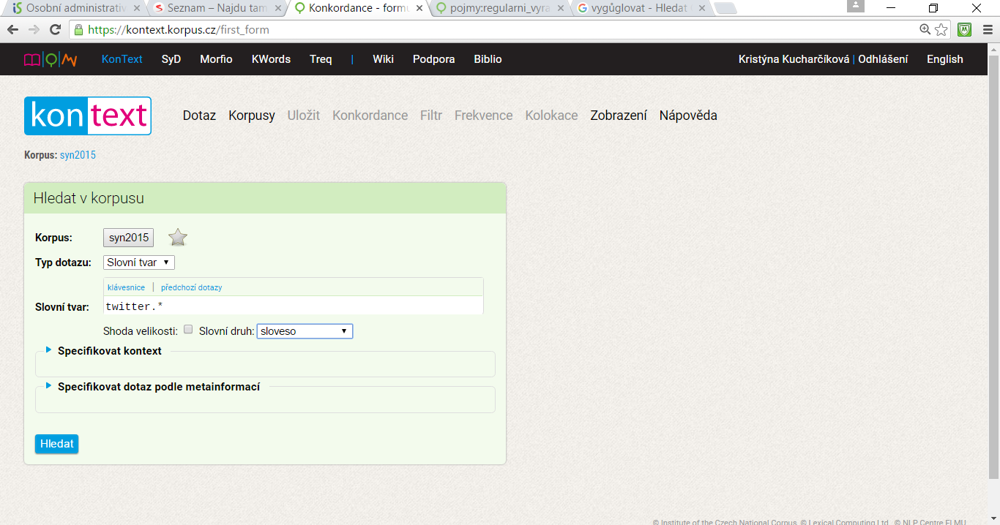 Osobní administrativ
Seznam – Najdu tam
Konkordance - formu
pojmy:regularni_vyra
vygůglovat - Hledat
https://kontext.korpus.cz/first_form
KonText SyD Morfio KWords Treq | Wiki Podpora Biblio Kristýna Kucharčíková | Odhlášení English
kontext
Dotaz Korpusy Uložit Konkordance Filtr Frekvence Kolokace Zobrazení Nápověda
Korpus: syn2015
Hledat v korpusu
Korpus: syn2015
Typ dotazu: Slovní tvar
klávesnice | předchozí dotazy
Slovní tvar: twitter.*
Shoda velikosti: Slovní druh: sloveso
Specifikovat kontext
Specifikovat dotaz podle metainformací
Hledat
© Institute of the Czech National Corpus, © Lexical Computing Ltd., © NLP Centre FI MU